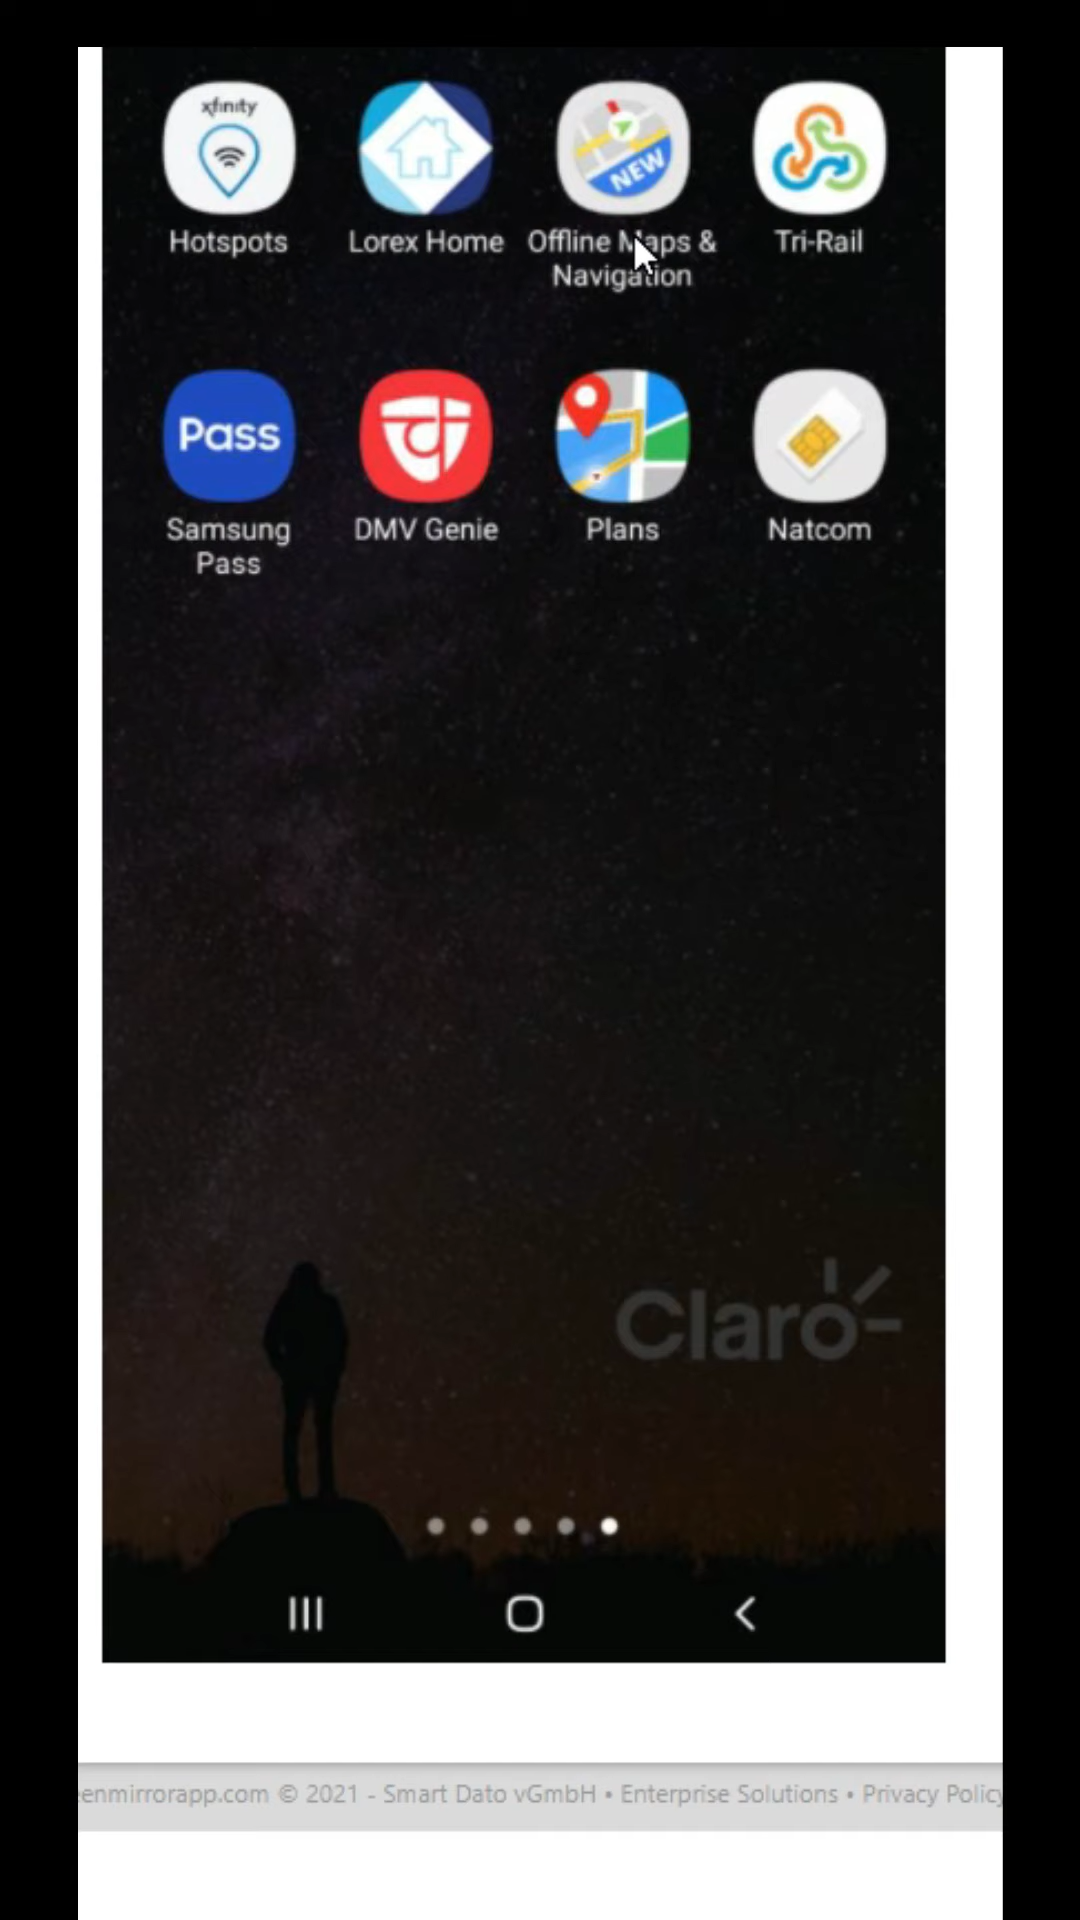 xfinity
Hotspots
Lorex Home
NEW
Offline Maps &
Navigation
Tri-Rail
Pass
Samsung
Pass
DMV Genie
Plans
Natcom
Claro
eenmirrorapp.com © 2021 - Smart Dato vGmbH • Enterprise Solutions • Privacy Policy